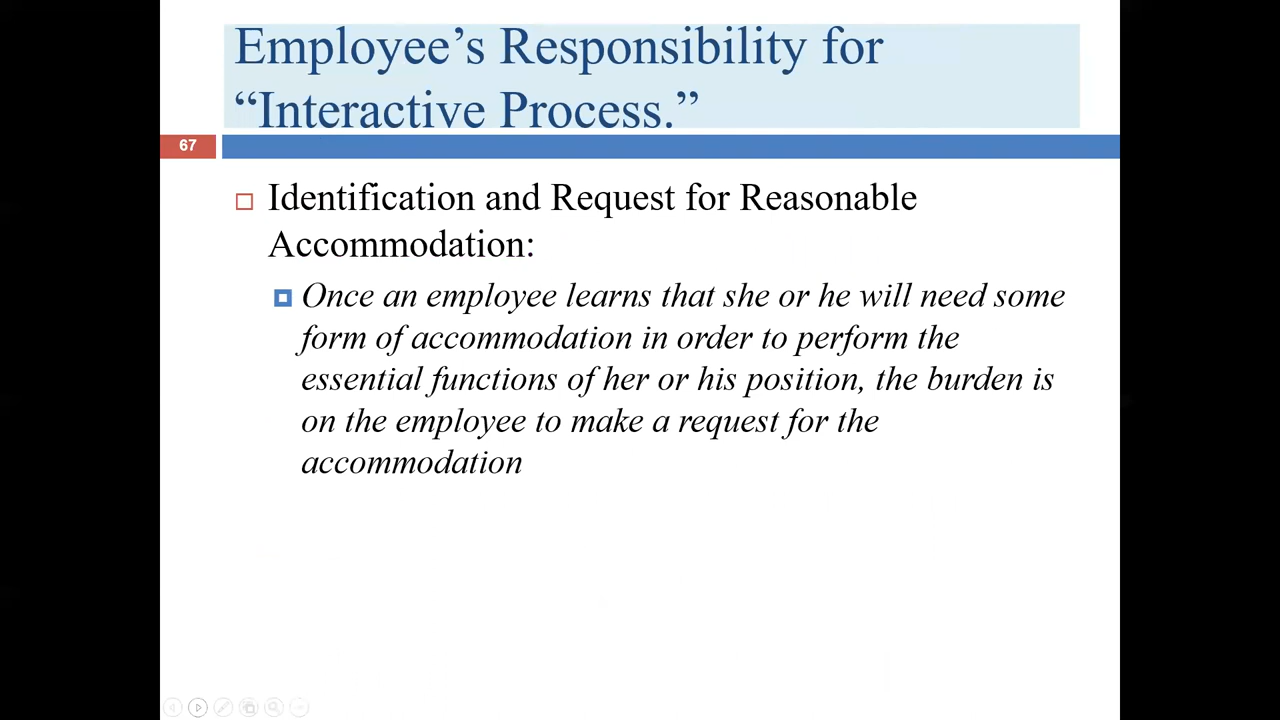 Employee’s Responsibility for
“Interactive Process.”
67
Identification and Request for Reasonable
Accommodation:
Once an employee learns that she or he will need some
form of accommodation in order to perform the
essential functions of her or his position, the burden is
on the employee to make a request for the
accommodation